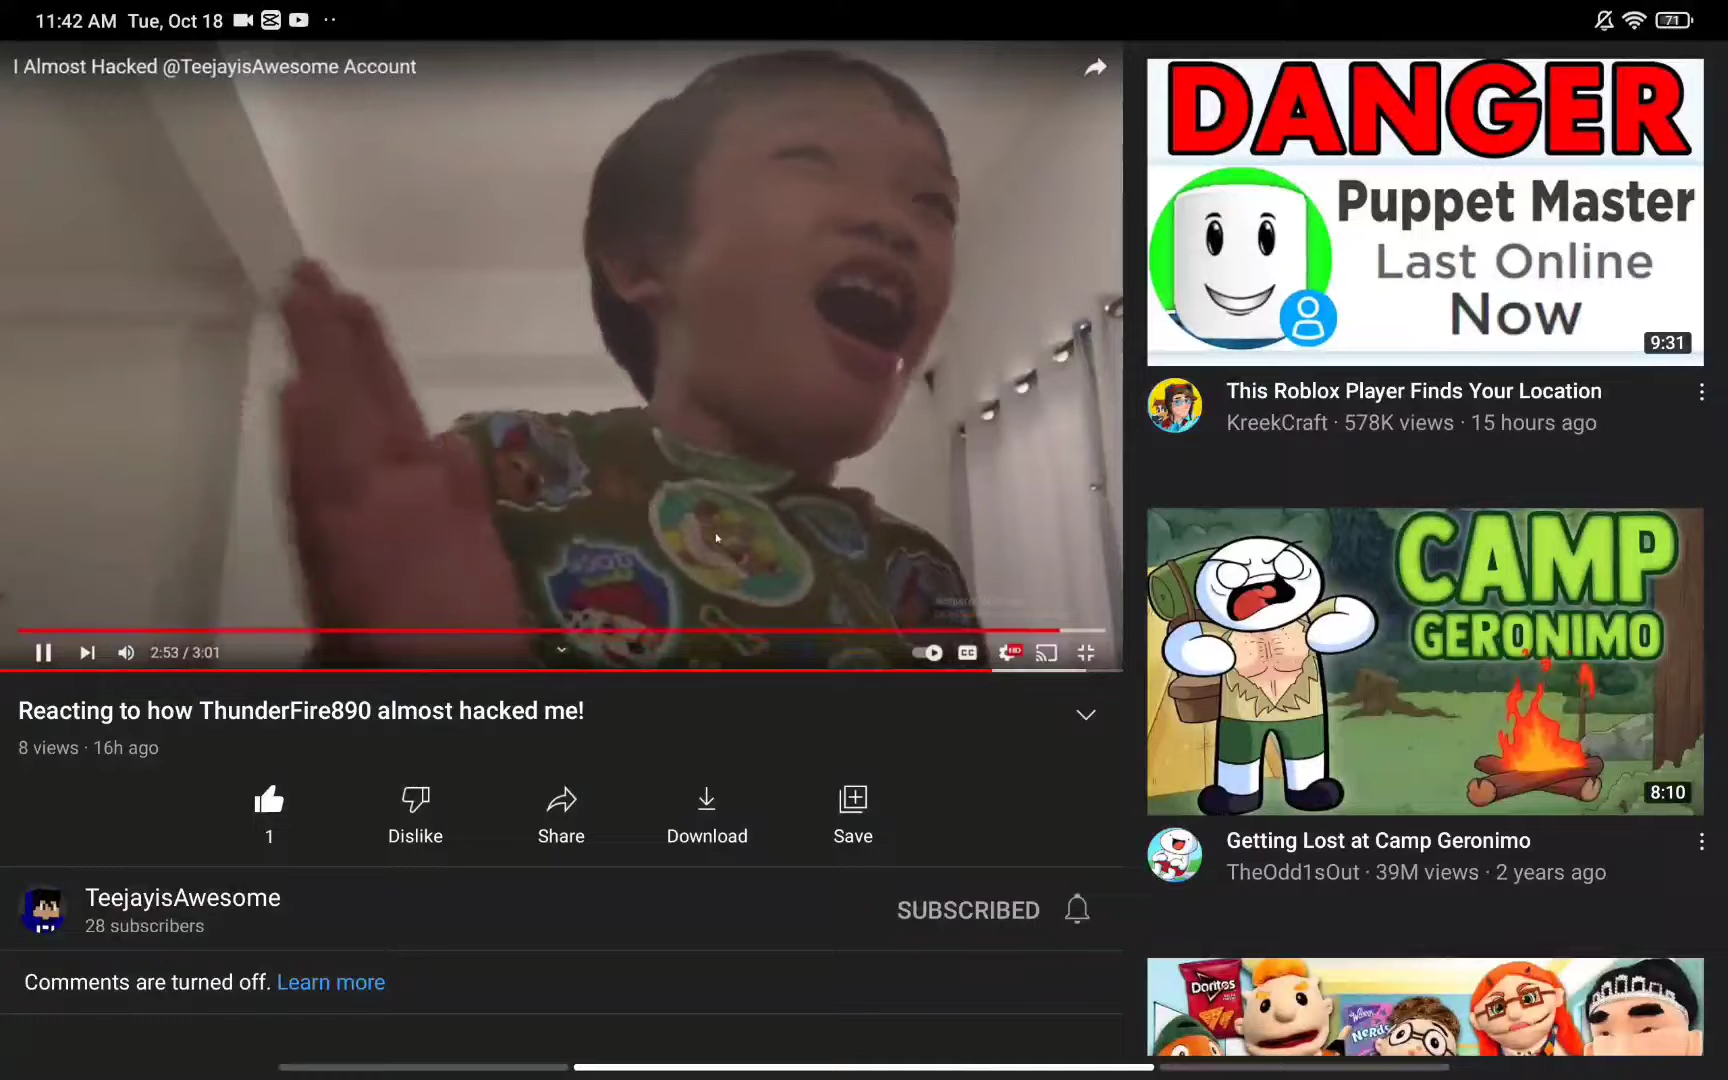 11:42 AM Tue, Oct 18
71
I Almost Hacked @TeejayisAwesome Account
2:53 / 3:01
CC
HD
Reacting to how ThunderFire890 almost hacked me!
8 views · 16h ago
1
Dislike
Share
Download
Save
TeejayisAwesome
28 subscribers
SUBSCRIBED
Comments are turned off. Learn more
DANGER
Puppet Master
Last Online
Now
9:31
This Roblox Player Finds Your Location
KreekCraft · 578K views · 15 hours ago
CAMP
GERONIMO
8:10
Getting Lost at Camp Geronimo
TheOdd1sOut · 39M views · 2 years ago
Doritos
Nerds